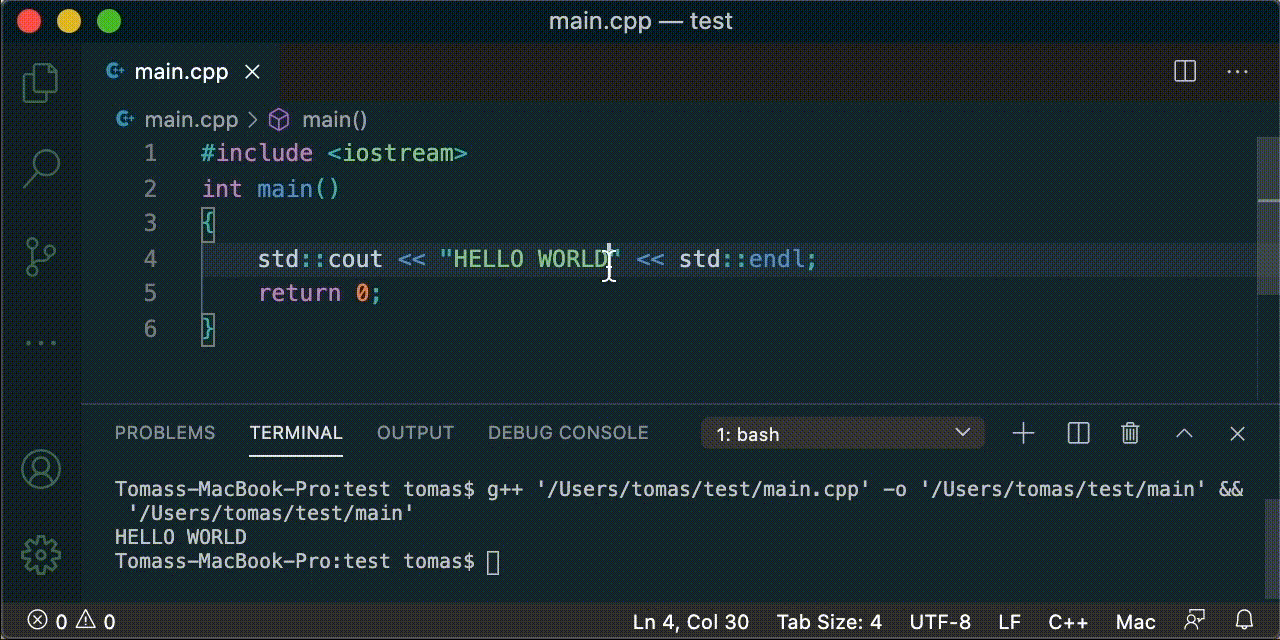 main.cpp — test
main.cpp
main.cpp > main()
1 #include <iostream>
2 int main()
3 {
4     std::cout << "HELLO WORLD" << std::endl;
5     return 0;
6 }
PROBLEMS TERMINAL OUTPUT DEBUG CONSOLE 1: bash
Tomass-MacBook-Pro:test tomas$ g++ '/Users/tomas/test/main.cpp' -o '/Users/tomas/test/main' &&
 '/Users/tomas/test/main'
HELLO WORLD
Tomass-MacBook-Pro:test tomas$
0 0 Ln 4, Col 30 Tab Size: 4 UTF-8 LF C++ Mac